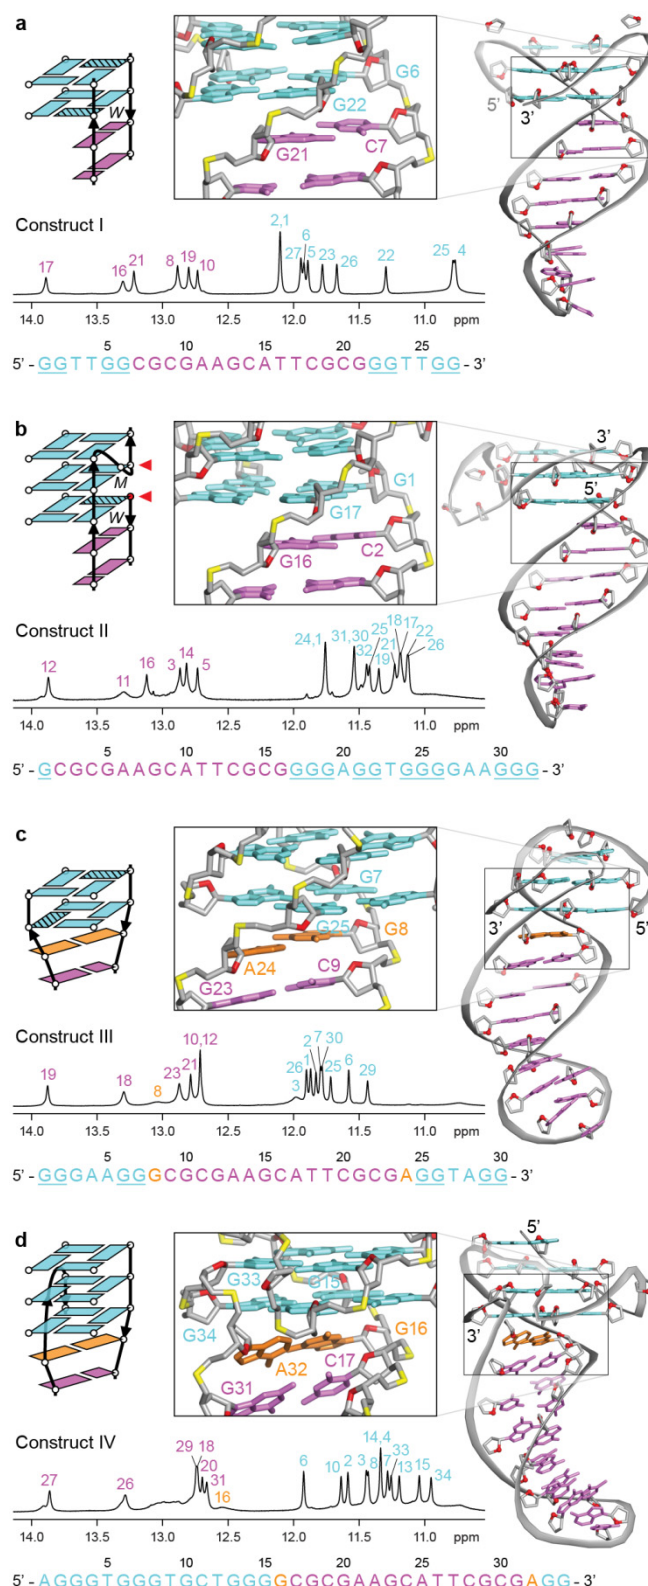 a
W
G6
G22
G21
C7
5’
3’
Construct I
17
16
21
8
19
10
2,1
27
6
5
23
26
22
25
4
14.0 13.5 13.0 12.5 12.0 11.5 11.0 ppm
5 10 15 20 25
5’ - GGTTGGCGCGAAGCATTCGCGGGTTGG - 3’
b
M
W
G1
G17
G16
C2
3’
5’
Construct II
12
11
16
3
14
5
24,1
31,30
32
25
19
21
18
17
22
26
14.0 13.5 13.0 12.5 12.0 11.5 11.0 ppm
5 10 15 20 25 30
5’ - GCGCGAAGCATTCGCGGGGAGGTGGGGAAGGG - 3’
c
G7
G25
G8
A24
G23
C9
3’
5’
Construct III
19
18
8
23
21
10,12
3
26
1
2
7
30
25
6
29
14.0 13.5 13.0 12.5 12.0 11.5 11.0 ppm
5 10 15 20 25 30
5’ - GGGAAGGGCGCGAAGCATTCGCGAGGTAGG - 3’
d
G33
G15
G34
G16
A32
C17
G31
5’
3’
Construct IV
27
26
29
18
20
31
16
6
10
2
3
8
14,4
7
33
13
15
34
14.0 13.5 13.0 12.5 12.0 11.5 11.0 ppm
5 10 15 20 25 30
5’ - AGGGTGGGTGCTGGGGCGCGAAGCATTCGCGAGG - 3’